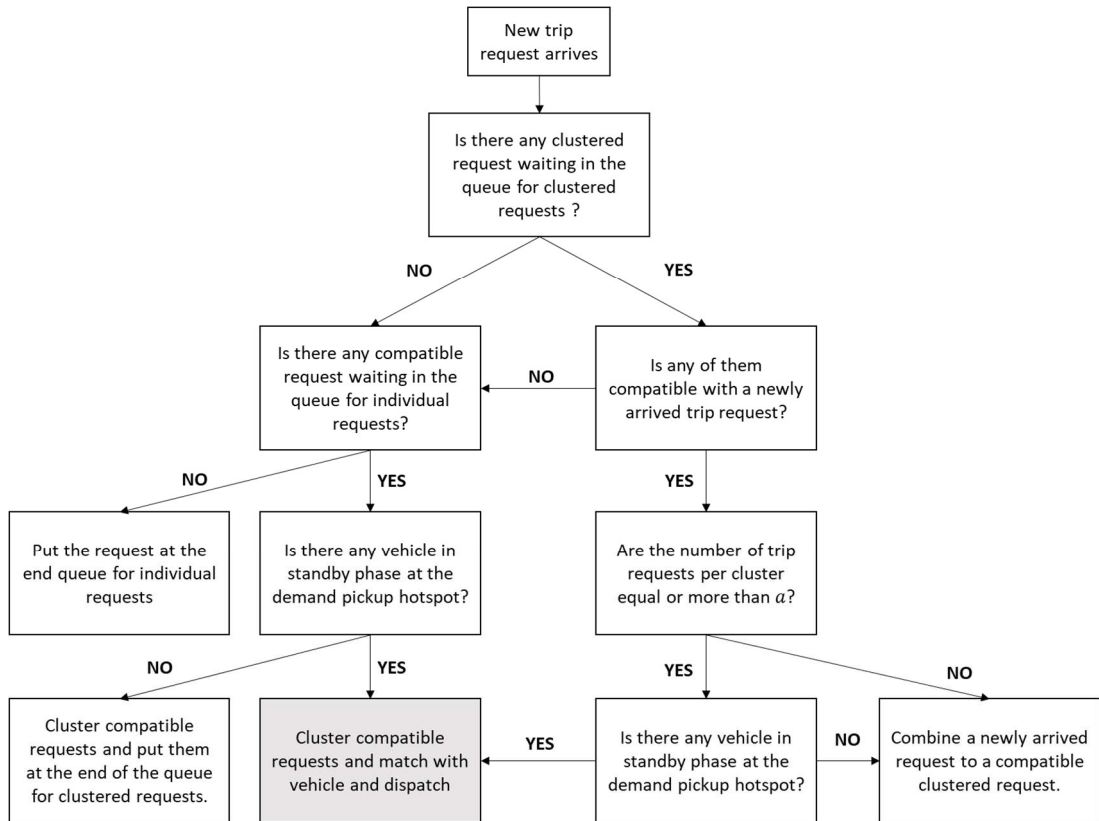 New trip
request arrives
Is there any clustered
request waiting in the
queue for clustered
requests ?
NO
YES
Is there any compatible
request waiting in the
queue for individual
requests?
NO
Is any of them
compatible with a newly
arrived trip request?
NO
YES
YES
Put the request at the
end queue for individual
requests
Is there any vehicle in
standby phase at the
demand pickup hotspot?
Are the number of trip
requests per cluster
equal or more than a?
NO
YES
YES
NO
Cluster compatible
requests and put them
at the end of the queue
for clustered requests.
Cluster compatible
requests and match with
vehicle and dispatch
YES
Is there any vehicle in
standby phase at the
demand pickup hotspot?
NO
Combine a newly arrived
request to a compatible
clustered request.